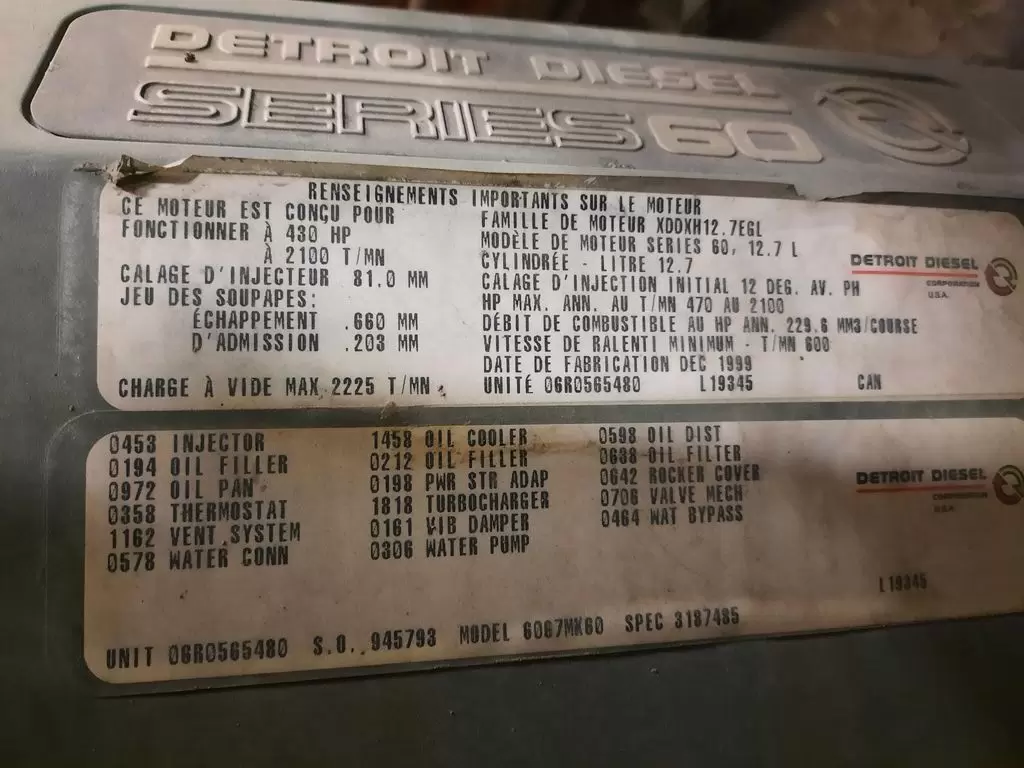 DETROIT DIESEL
SERIES 60
RENSEIGNEMENTS IMPORTANTS SUR LE MOTEUR
CE MOTEUR EST CONÇU POUR
FONCTIONNER À 430 HP
À 2100 T/MN
CALAGE D'INJECTEUR 81.0 MM
JEU DES SOUPAPES:
ÉCHAPPEMENT .660 MM
D'ADMISSION .203 MM
CHARGE À VIDE MAX. 2225 T/MN.
FAMILLE DE MOTEUR XDDXH12.7EGL
MODÈLE DE MOTEUR SERIES 60, 12.7 L
CYLINDRÉE - LITRE 12.7
CALAGE D'INJECTION INITIAL 12 DEG. AV. PH
HP MAX. ANN. AU T/MN 470 AU 2100
DÉBIT DE COMBUSTIBLE AU HP ANN. 229.6 MM3/COURSE
VITESSE DE RALENTI MINIMUM - T/MN 600
DATE DE FABRICATION DEC 1999
UNITÉ 06R0565480 L19345 CAN
DETROIT DIESEL
CORPORATION
U.S.A.
0453 INJECTOR
0194 OIL FILLER
0972 OIL PAN
0358 THERMOSTAT
1162 VENT SYSTEM
0578 WATER CONN
1458 OIL COOLER
0212 OIL FILLER
0198 PWR STR ADAP
1818 TURBOCHARGER
0161 VIB DAMPER
0306 WATER PUMP
0598 OIL DIST
0638 OIL FILTER
0642 ROCKER COVER
0706 VALVE MECH
0464 WAT BYPASS
DETROIT DIESEL
CORPORATION
U.S.A.
L19345
UNIT 06R0565480 S.O. 945793 MODEL 6067MK60 SPEC 3187485